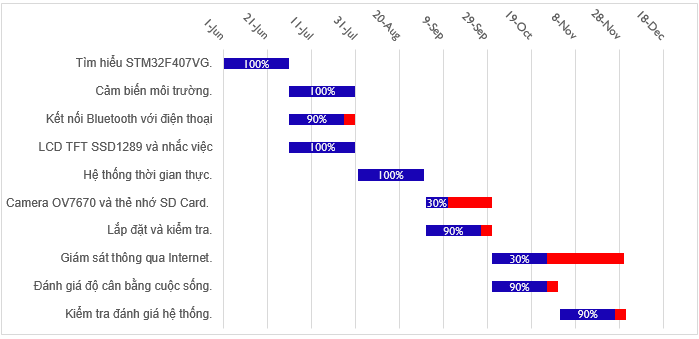 1-Jun
21-Jun
11-Jul
31-Jul
20-Aug
9-Sep
29-Sep
19-Oct
8-Nov
28-Nov
18-Dec
Tìm hiểu STM32F407VG.
100%
Cảm biến môi trường.
100%
Kết nối Bluetooth với điện thoại
90%
LCD TFT SSD1289 và nhắc việc
100%
Hệ thống thời gian thực.
100%
Camera OV7670 và thẻ nhớ SD Card.
30%
Lắp đặt và kiểm tra.
90%
Giám sát thông qua Internet.
30%
Đánh giá độ cân bằng cuộc sống.
90%
Kiểm tra đánh giá hệ thống.
90%